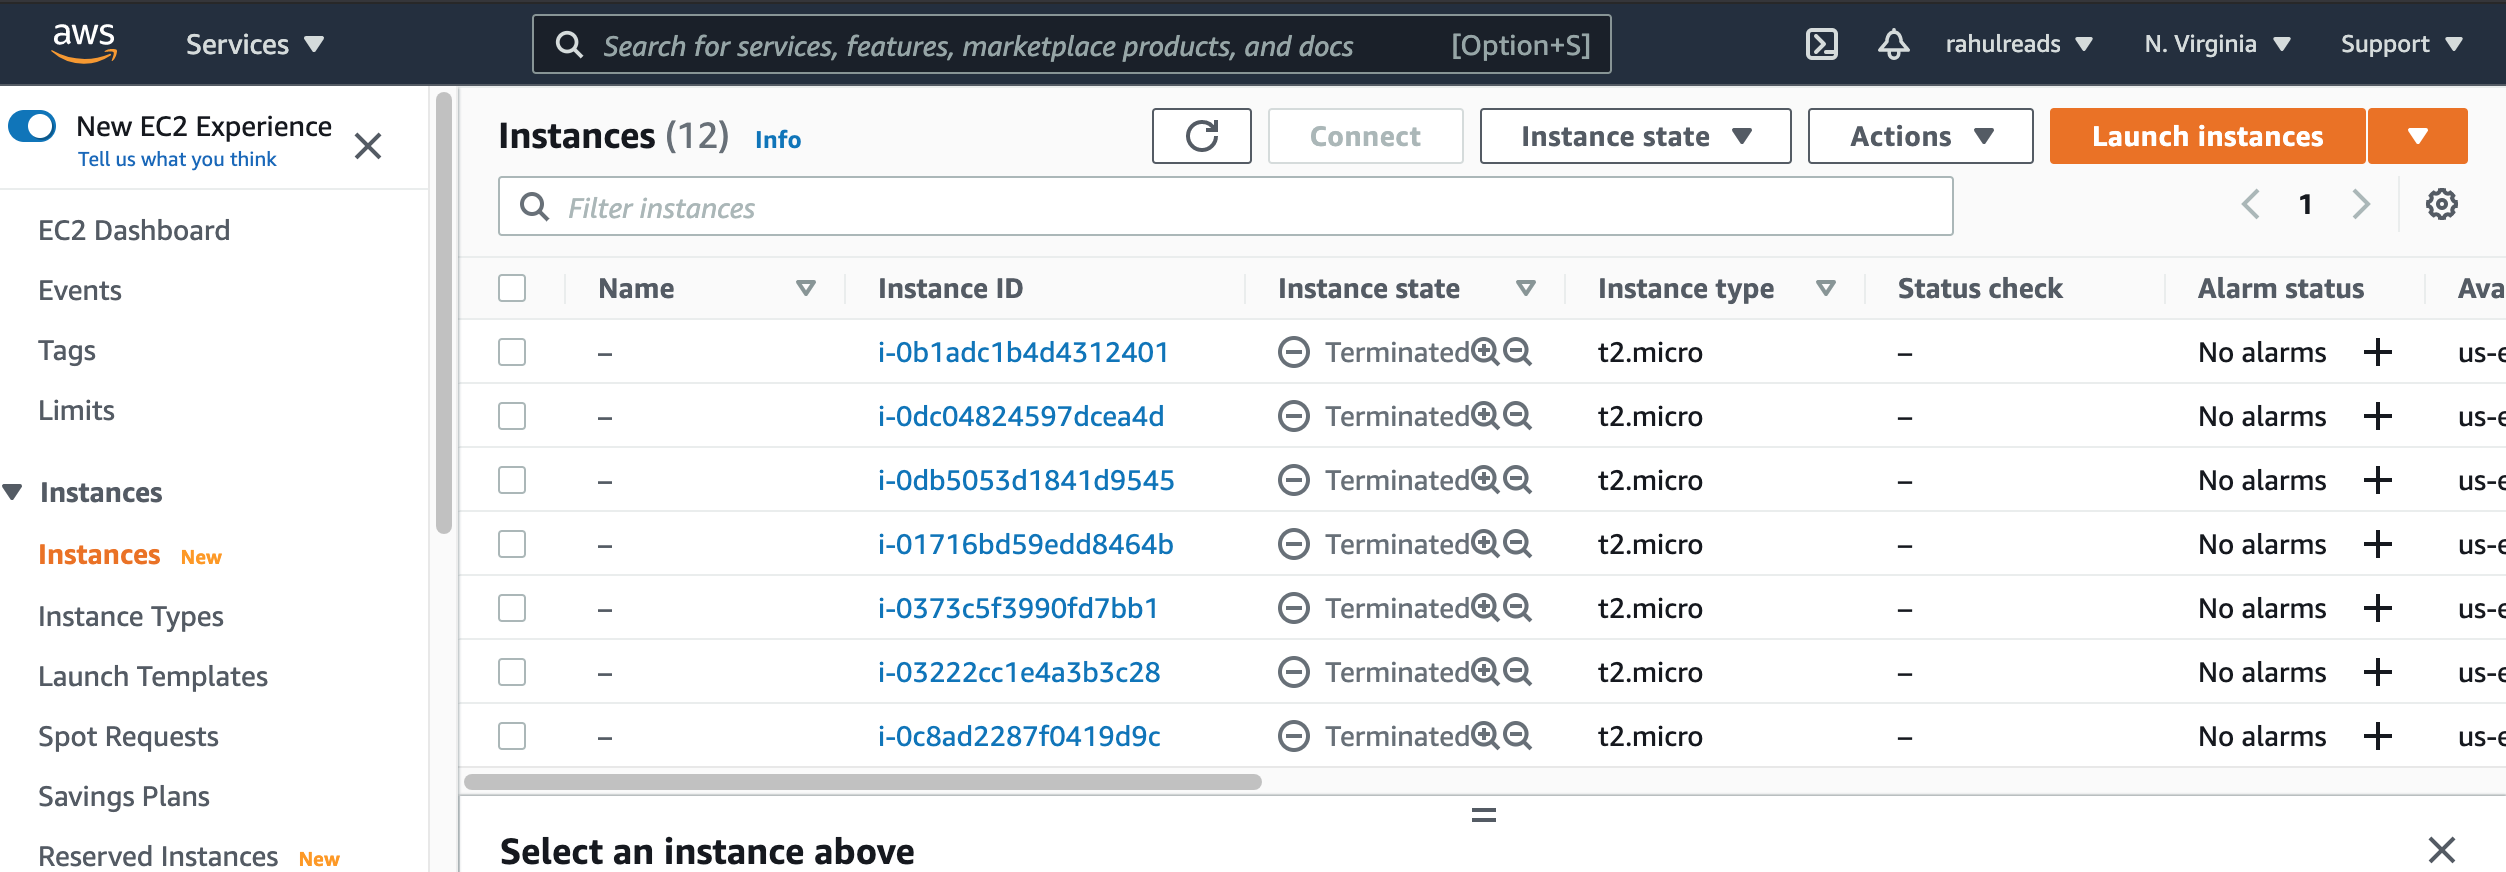 aws Services Search for services, features, marketplace products, and docs [Option+S] rahulreads N. Virginia Support
New EC2 Experience
Tell us what you think
EC2 Dashboard
Events
Tags
Limits
Instances
Instances New
Instance Types
Launch Templates
Spot Requests
Savings Plans
Reserved Instances New
Instances (12) Info Connect Instance state Actions Launch instances
Filter instances 1
Name Instance ID Instance state Instance type Status check Alarm status Ava
– i-0b1adc1b4d4312401 Terminated t2.micro – No alarms + us-e
– i-0dc04824597dcea4d Terminated t2.micro – No alarms + us-e
– i-0db5053d1841d9545 Terminated t2.micro – No alarms + us-e
– i-01716bd59edd8464b Terminated t2.micro – No alarms + us-e
– i-0373c5f3990fd7bb1 Terminated t2.micro – No alarms + us-e
– i-03222cc1e4a3b3c28 Terminated t2.micro – No alarms + us-e
– i-0c8ad2287f0419d9c Terminated t2.micro – No alarms + us-e
Select an instance above